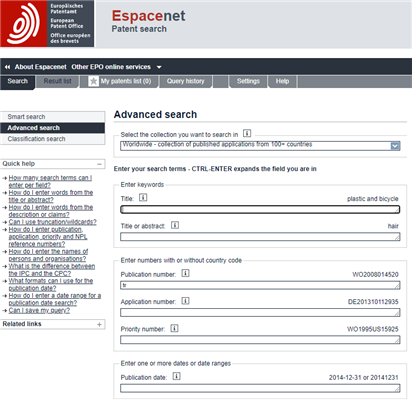 Europäisches
Patentamt
European
Patent Office
Office européen
des brevets
Espacenet
Patent search
About Espacenet Other EPO online services
Search Result list My patents list (0) Query history Settings Help
Smart search
Advanced search
Classification search
Quick help
How many search terms can I
enter per field?
How do I enter words from the
title or abstract?
How do I enter words from the
description or claims?
Can I use truncation/wildcards?
How do I enter publication,
application, priority and NPL
reference numbers?
How do I enter the names of
persons and organisations?
What is the difference
between the IPC and the CPC?
What formats can I use for the
publication date?
How do I enter a date range for a
publication date search?
Can I save my query?
Related links
Advanced search
Select the collection you want to search in
Worldwide - collection of published applications from 100+ countries
Enter your search terms - CTRL-ENTER expands the field you are in
Enter keywords
Title: plastic and bicycle
Title or abstract: hair
Enter numbers with or without country code
Publication number: WO2008014520
tr
Application number: DE201310112935
Priority number: WO1995US15925
Enter one or more dates or date ranges
Publication date: 2014-12-31 or 20141231